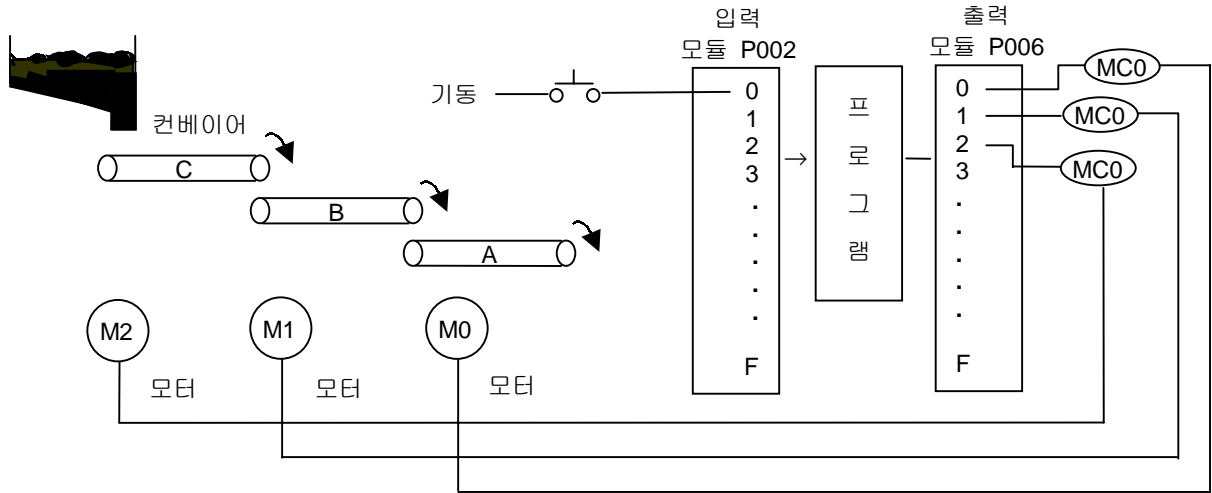 입력
모듈 P002
출력
모듈 P006
기동
0
1
2
3
.
.
.
.
.
F
→
프
로
그
램
0
1
2
3
.
.
.
.
.
F
MC0
MC0
MC0
컨베이어
C
B
A
M2
M1
M0
모터
모터
모터